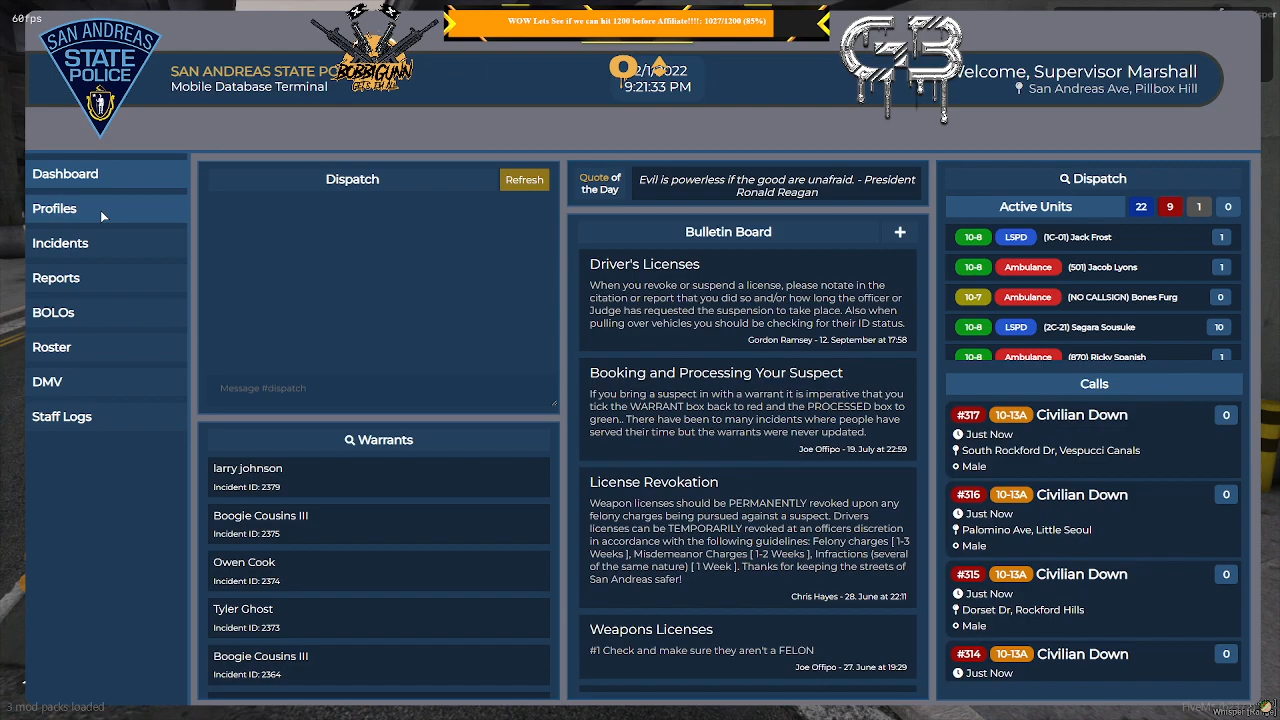 WOW Lets See if we can hit 1200 before Affiliate!!!!: 1027/1200 (85%)
SAN ANDREAS
STATE
POLICE
SAN ANDREAS STATE PO
Mobile Database Terminal
BOBBIGUNN
GETS EM ALL
2/1/2022
9:21:33 PM
GB
Welcome, Supervisor Marshall
San Andreas Ave, Pillbox Hill
Dashboard
Profiles
Incidents
Reports
BOLOs
Roster
DMV
Staff Logs
Dispatch
Refresh
Message #dispatch
Warrants
larry johnson
Incident ID: 2379
Boogie Cousins III
Incident ID: 2375
Owen Cook
Incident ID: 2374
Tyler Ghost
Incident ID: 2373
Boogie Cousins III
Incident ID: 2364
Quote of
the Day
Evil is powerless if the good are unafraid. - President
Ronald Reagan
Bulletin Board
+
Driver's Licenses
When you revoke or suspend a license, please notate in the
citation or report that you did so and/or how long the officer or
Judge has requested the suspension to take place. Also when
pulling over vehicles you should be checking for their ID status.
Gordon Ramsey - 12. September at 17:58
Booking and Processing Your Suspect
If you bring a suspect in with a warrant it is imperative that you
tick the WARRANT box back to red and the PROCESSED box to
green.. There have been to many incidents where people have
served their time but the warrants were never updated.
Joe Offipo - 19. July at 22:59
License Revokation
Weapon licenses should be PERMANENTLY revoked upon any
felony charges being pursued against a suspect. Drivers
licenses can be TEMPORARILY revoked at an officers discretion
in accordance with the following guidelines: Felony charges [ 1-3
Weeks ], Misdemeanor Charges [ 1-2 Weeks ], Infractions (several
of the same nature) [ 1 Week ]. Thanks for keeping the streets of
San Andreas safer!
Chris Hayes - 28. June at 22:11
Weapons Licenses
#1 Check and make sure they aren't a FELON
Joe Offipo - 27. June at 19:29
Dispatch
Active Units 22 9 1 0
10-8 LSPD (1C-01) Jack Frost 1
10-8 Ambulance (501) Jacob Lyons 1
10-7 Ambulance (NO CALLSIGN) Bones Furg 0
10-8 LSPD (2C-21) Sagara Sousuke 10
10-8 Ambulance (870) Ricky Spanish 1
Calls
#317 10-13A Civilian Down 0
Just Now
South Rockford Dr, Vespucci Canals
Male
#316 10-13A Civilian Down 0
Just Now
Palomino Ave, Little Seoul
Male
#315 10-13A Civilian Down 0
Just Now
Dorset Dr, Rockford Hills
Male
#314 10-13A Civilian Down 0
Just Now
3 mod-packs loaded